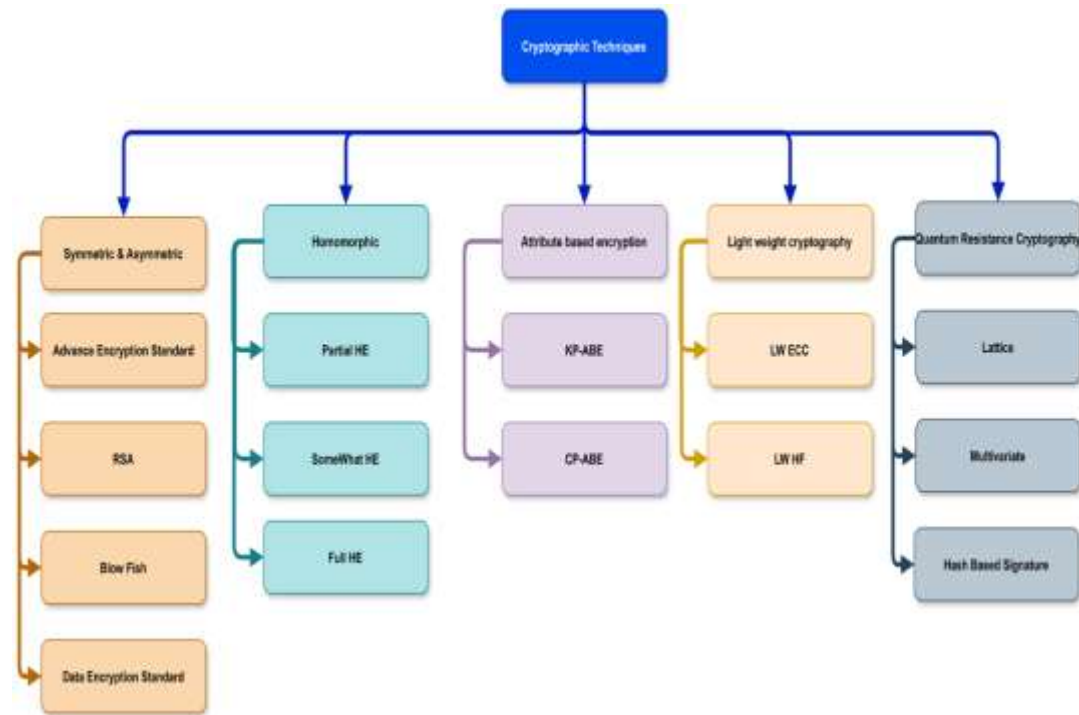 Cryptographic Techniques
Symmetric & Asymmetric
Advance Encryption Standard
RSA
Blow Fish
Data Encryption Standard
Homomorphic
Partial HE
SomeWhat HE
Full HE
Attribute based encryption
KP-ABE
CP-ABE
Light weight cryptography
LW ECC
LW HF
Quantum Resistance Cryptography
Lattice
Multivariate
Hash Based Signature